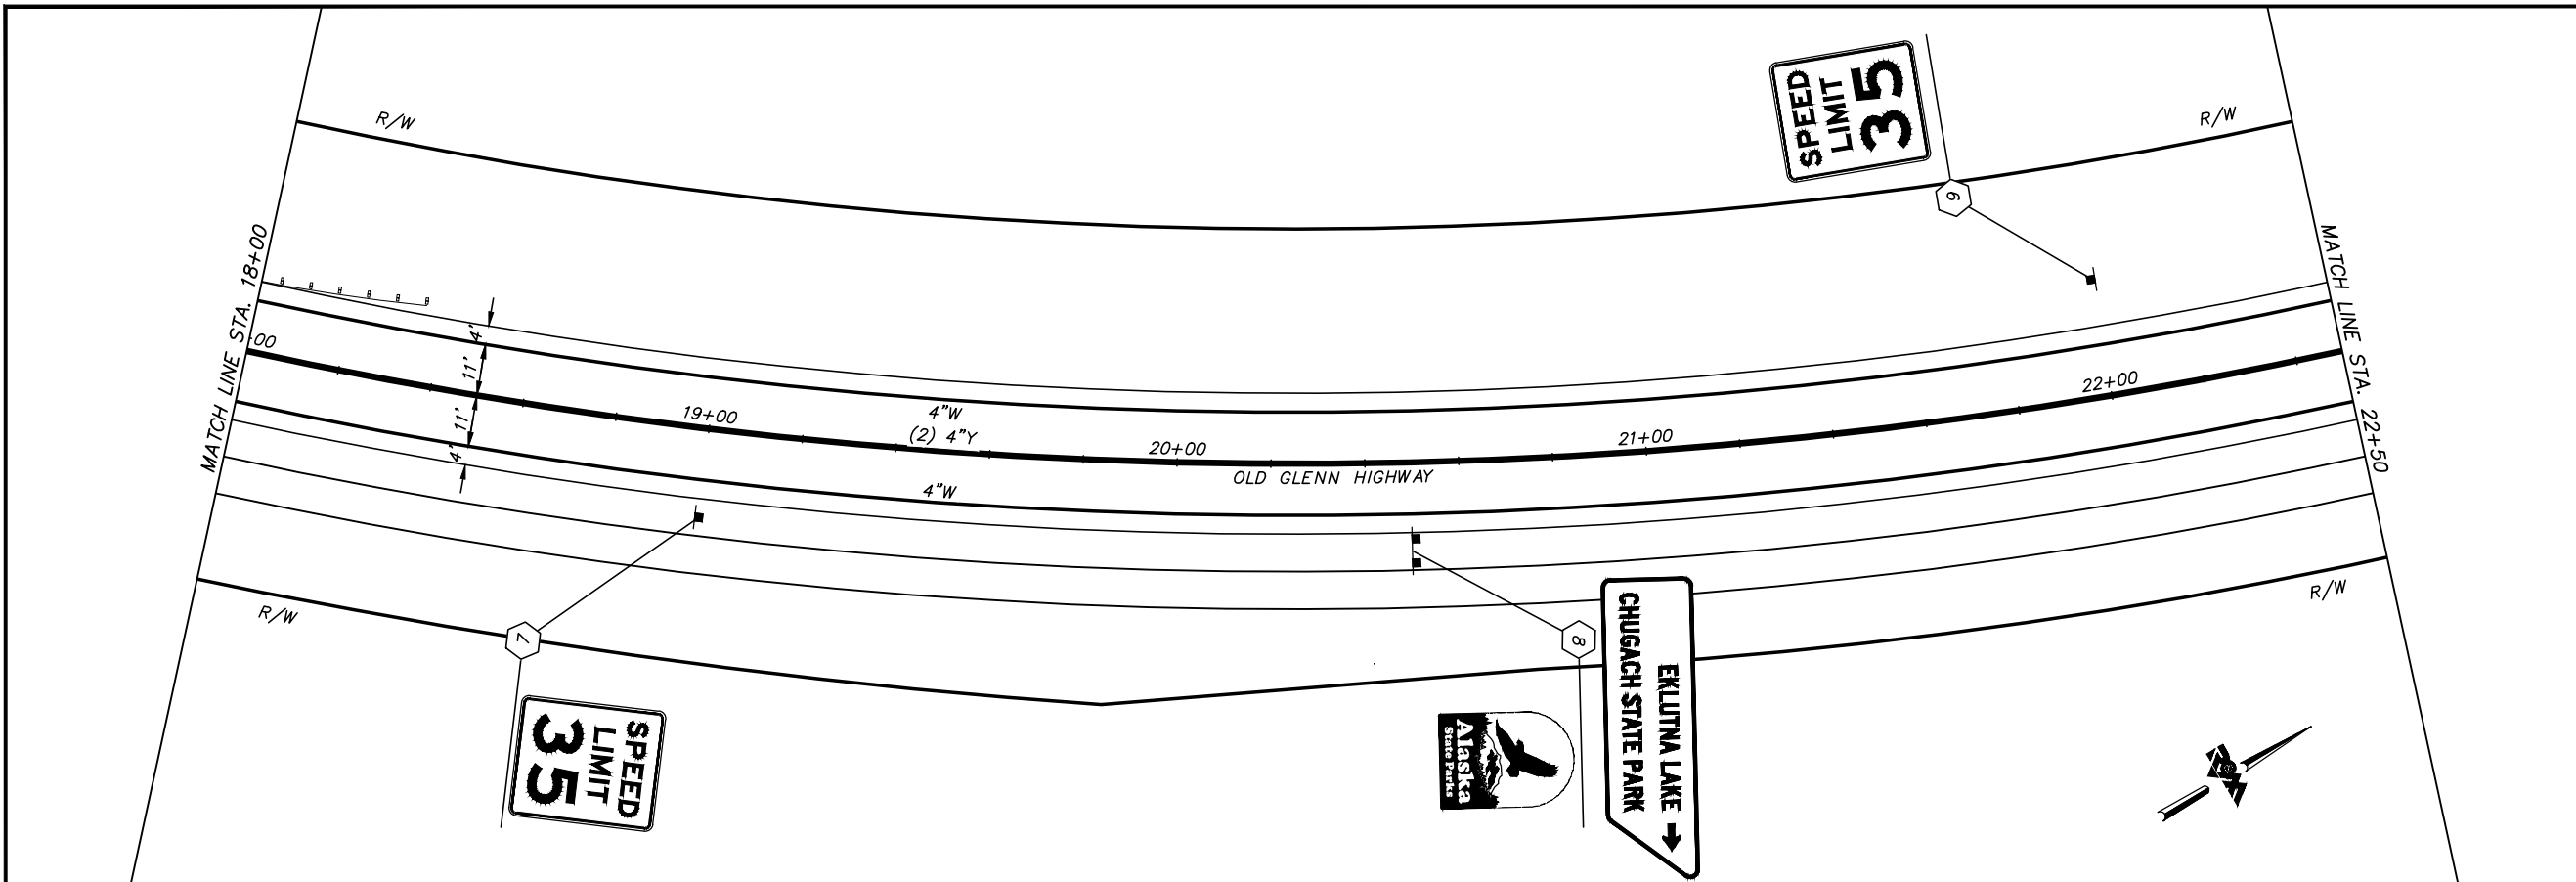 SPEED
LIMIT
35
R/W
R/W
6
MATCH LINE STA. 18+00
MATCH LINE STA. 22+50
4'
11'
11'
4'
00
19+00
4"W
(2) 4"Y
20+00
21+00
22+00
OLD GLENN HIGHWAY
4"W
R/W
R/W
7
8
SPEED
LIMIT
35
Alaska
State Parks
EKLUTNA LAKE
CHUGACH STATE PARK